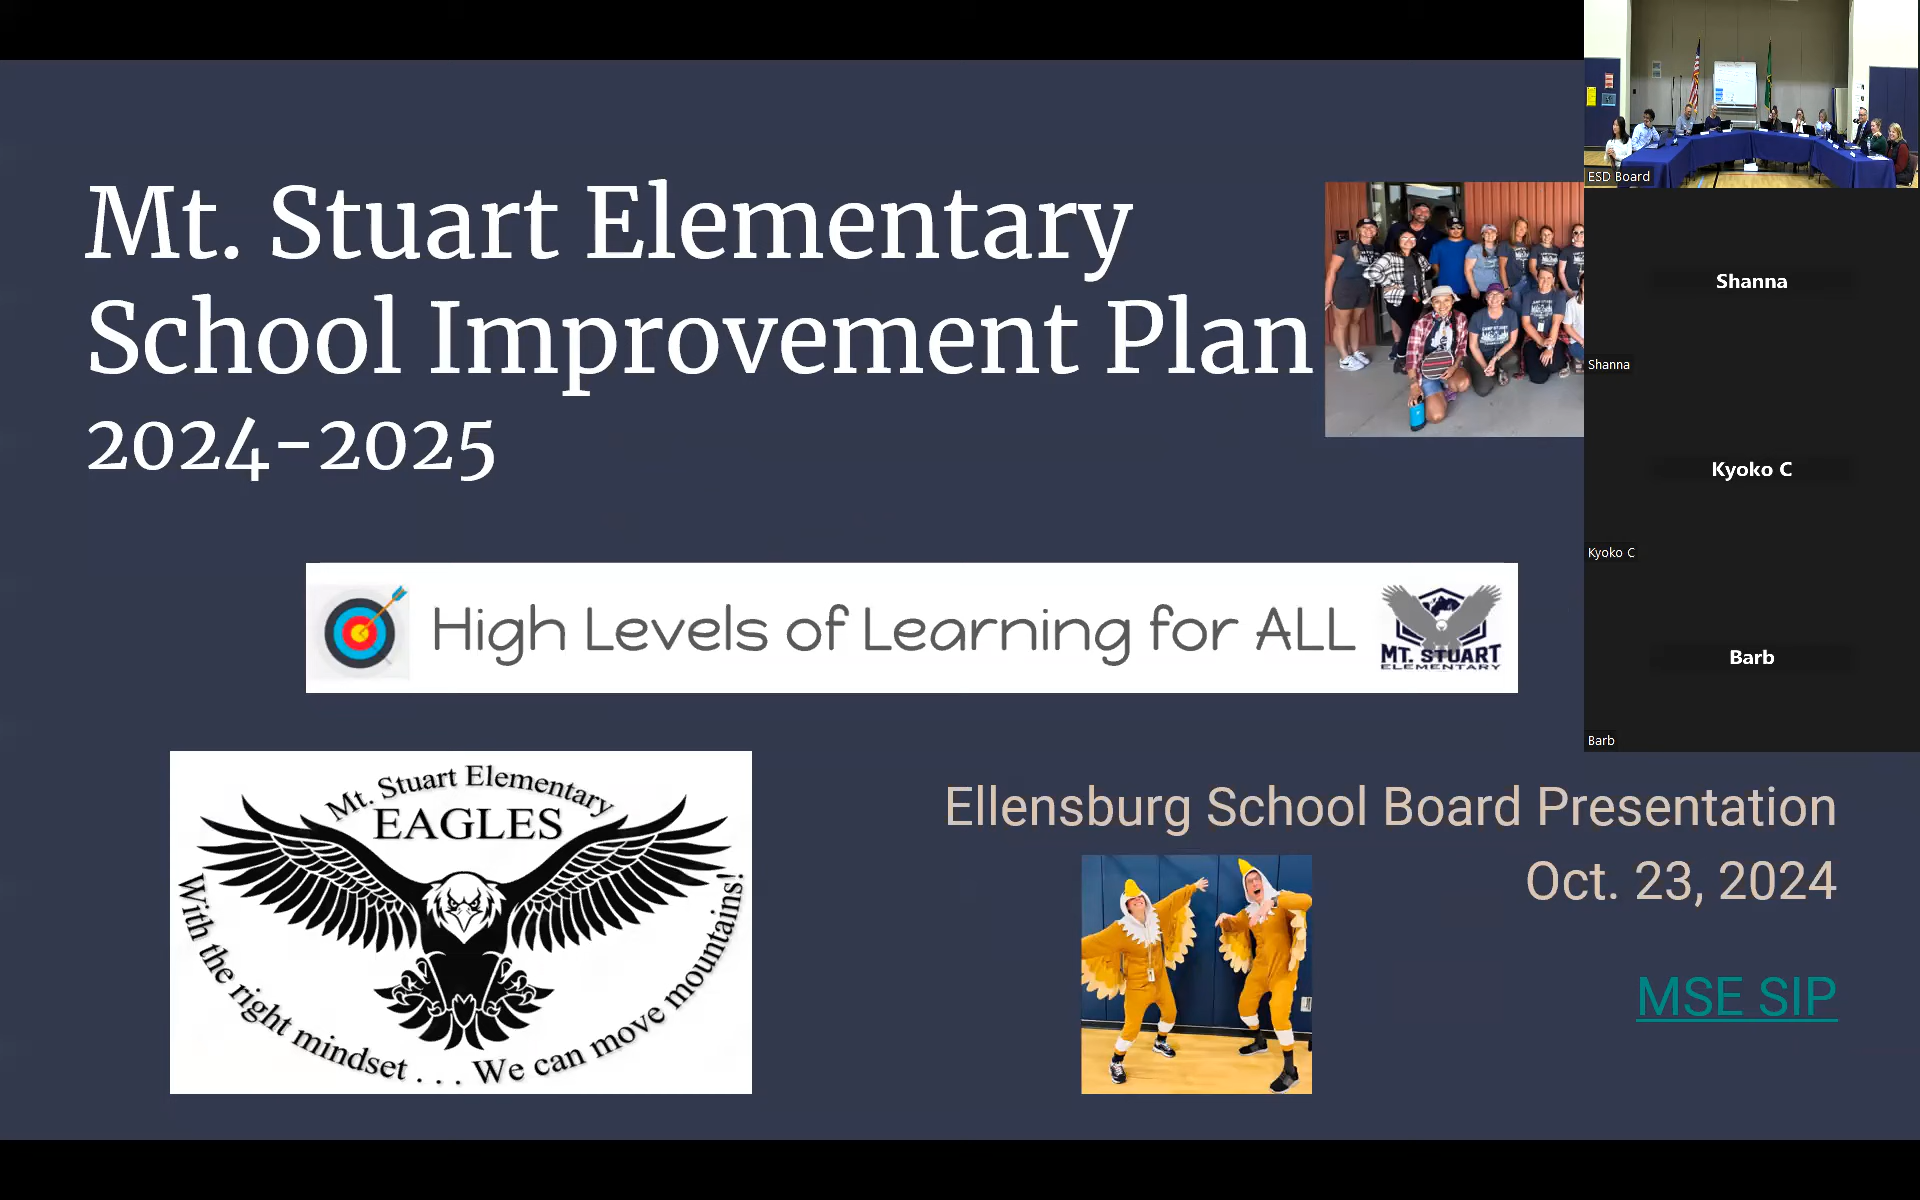 Mt. Stuart Elementary
School Improvement Plan
2024-2025
High Levels of Learning for ALL
MT. STUART
ELEMENTARY
Mt. Stuart Elementary
EAGLES
With the right mindset . . . We can move mountains!
Ellensburg School Board Presentation
Oct. 23, 2024
MSE SIP
ESD Board
Shanna
Shanna
Kyoko C
Kyoko C
Barb
Barb